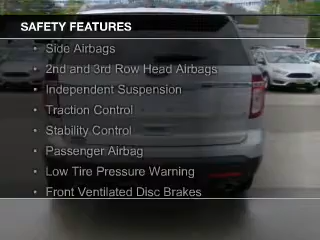 SAFETY FEATURES
• Side Airbags
• 2nd and 3rd Row Head Airbags
• Independent Suspension
• Traction Control
• Stability Control
• Passenger Airbag
• Low Tire Pressure Warning
• Front Ventilated Disc Brakes